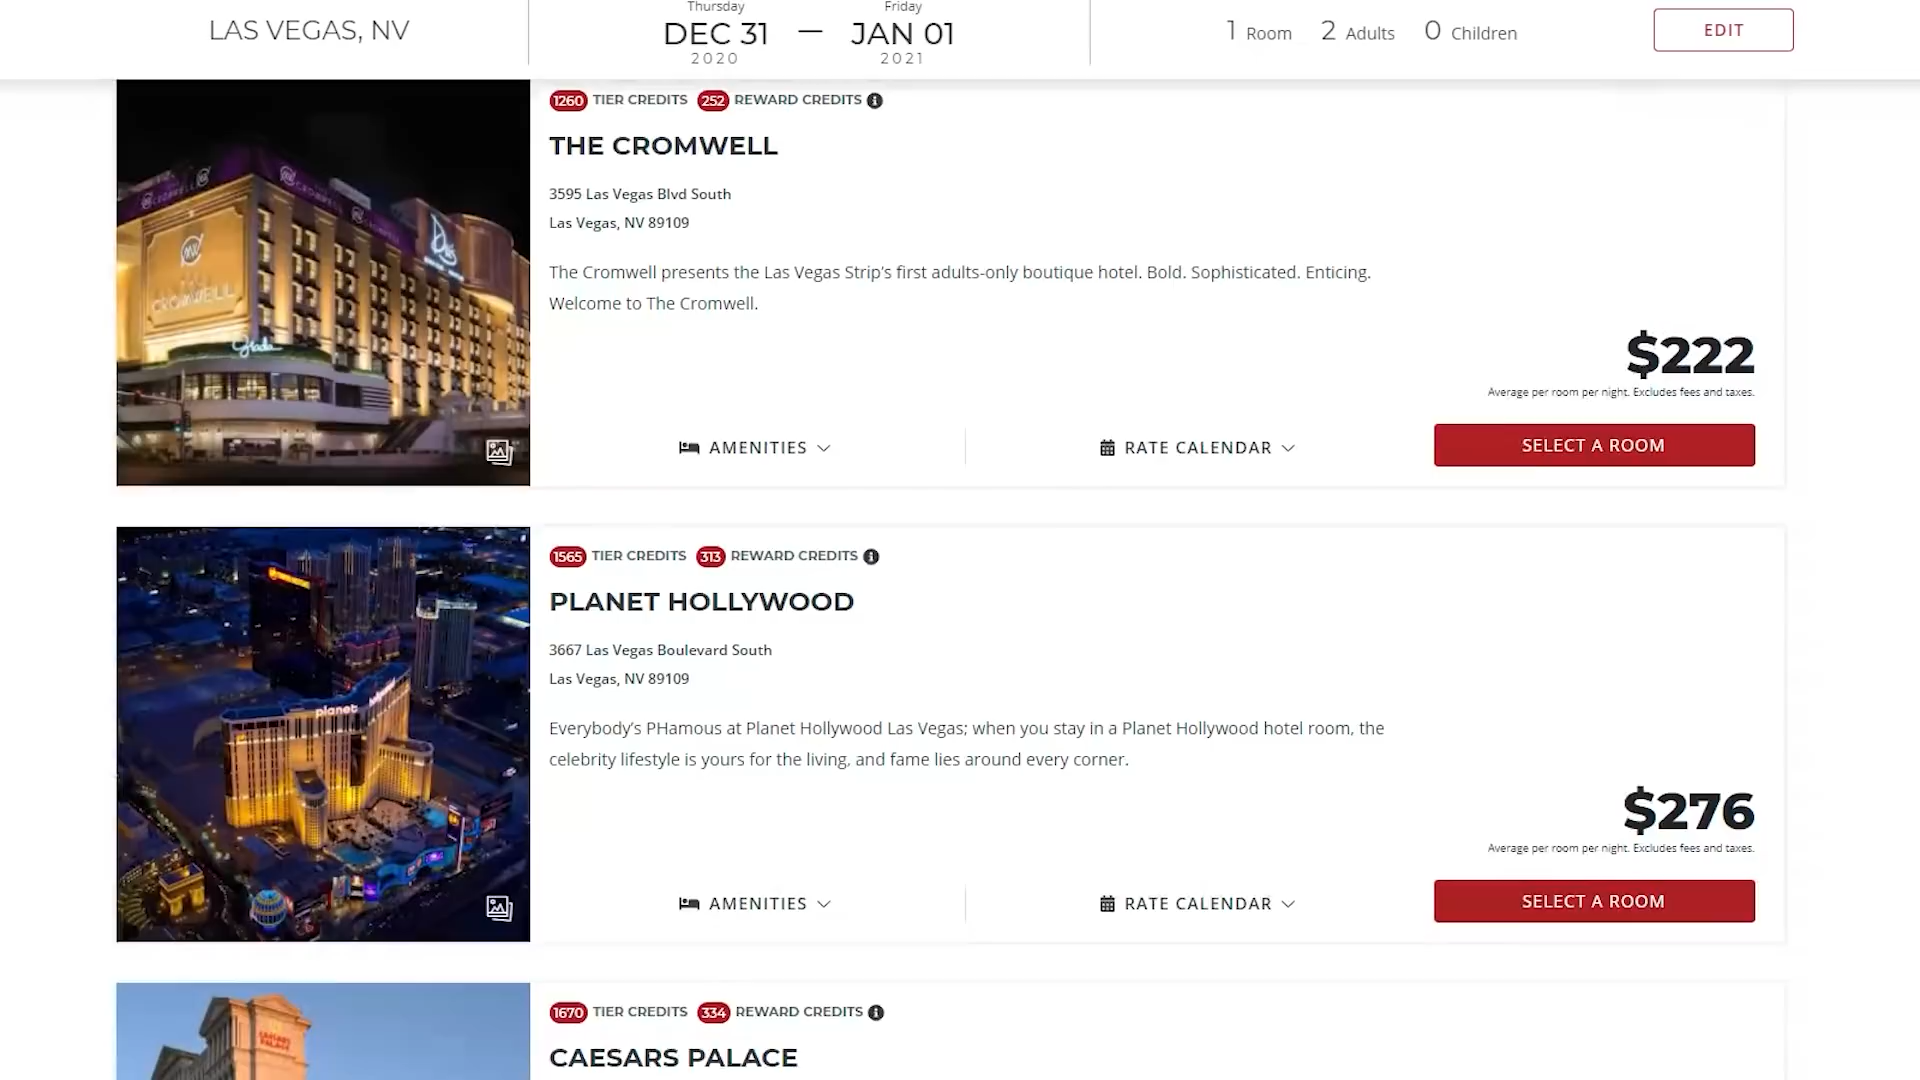 LAS VEGAS, NV
Thursday
DEC 31
2020
—
Friday
JAN 01
2021
1 Room 2 Adults 0 Children
EDIT
1260 TIER CREDITS 252 REWARD CREDITS
THE CROMWELL
3595 Las Vegas Blvd South
Las Vegas, NV 89109
The Cromwell presents the Las Vegas Strip's first adults-only boutique hotel. Bold. Sophisticated. Enticing.
Welcome to The Cromwell.
$222
Average per room per night. Excludes fees and taxes.
AMENITIES
RATE CALENDAR
SELECT A ROOM
CROMWELL
Giada
1565 TIER CREDITS 313 REWARD CREDITS
PLANET HOLLYWOOD
3667 Las Vegas Boulevard South
Las Vegas, NV 89109
Everybody’s PHamous at Planet Hollywood Las Vegas; when you stay in a Planet Hollywood hotel room, the
celebrity lifestyle is yours for the living, and fame lies around every corner.
$276
Average per room per night. Excludes fees and taxes.
AMENITIES
RATE CALENDAR
SELECT A ROOM
planet
1670 TIER CREDITS 334 REWARD CREDITS
CAESARS PALACE
CAESARS
PALACE